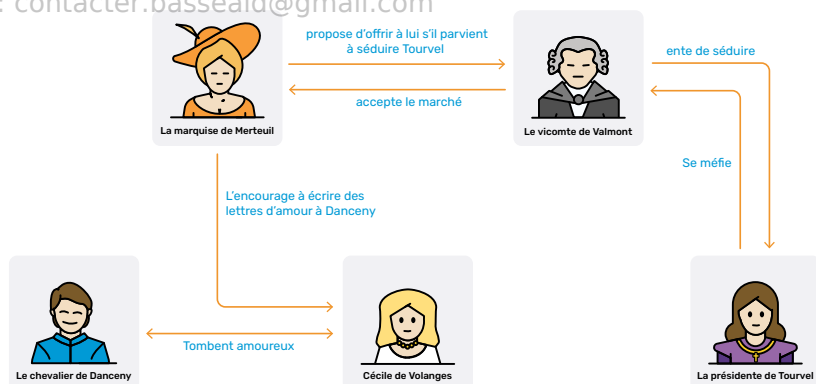 : contacter.basseald@gmail.com
propose d'offrir à lui s'il parvient
à séduire Tourvel
ente de séduire
accepte le marché
La marquise de Merteuil
Le vicomte de Valmont
Se méfie
L'encourage à écrire des
lettres d'amour à Danceny
Tombent amoureux
Le chevalier de Danceny
Cécile de Volanges
La présidente de Tourvel